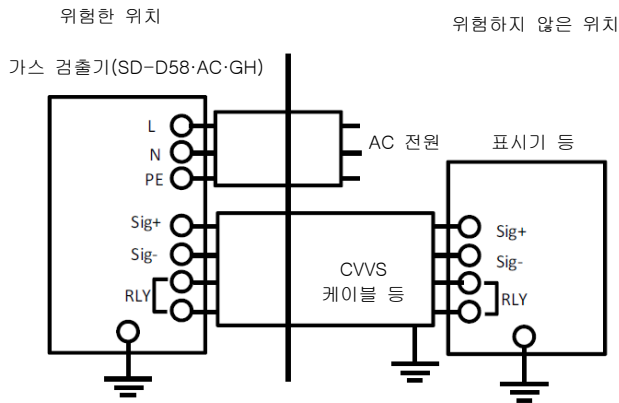 위험한 위치
위험하지 않은 위치
가스 검출기(SD-D58·AC·GH)
L
N
PE
AC 전원
표시기 등
Sig+
Sig-
RLY
CVVS
케이블 등
Sig+
Sig-
RLY